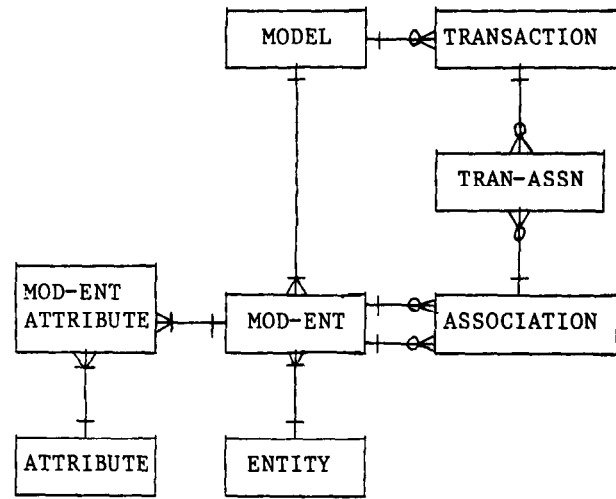 MODEL
TRANSACTION
TRAN-ASSN
MOD-ENT
ATTRIBUTE
MOD-ENT
ASSOCIATION
ATTRIBUTE
ENTITY